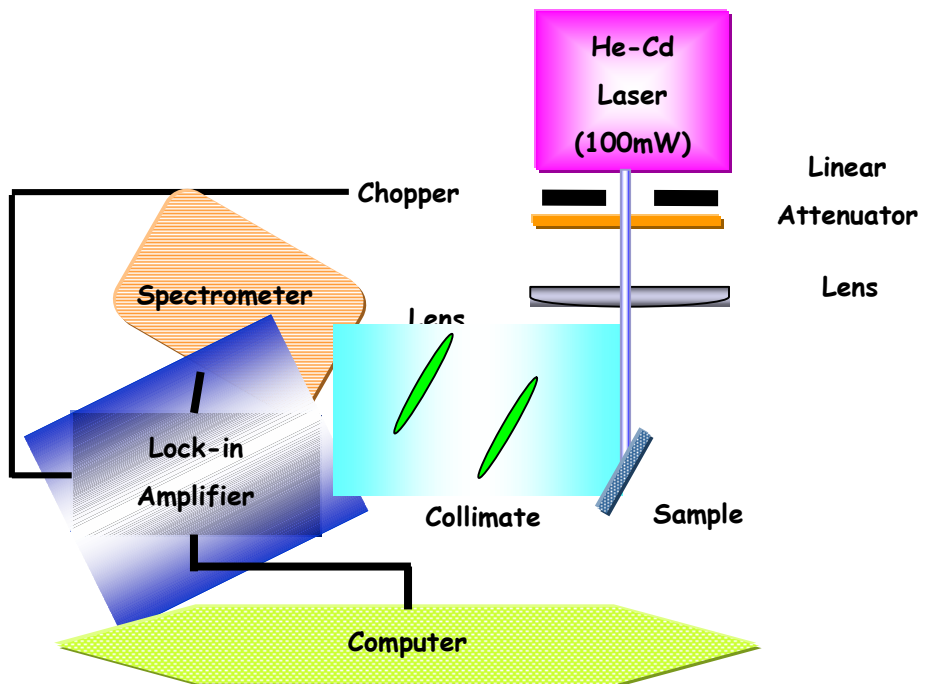 He-Cd
Laser
(100mW)
Linear
Attenuator
Chopper
Lens
Spectrometer
Lens
Lock-in
Amplifier
Collimate
Sample
Computer